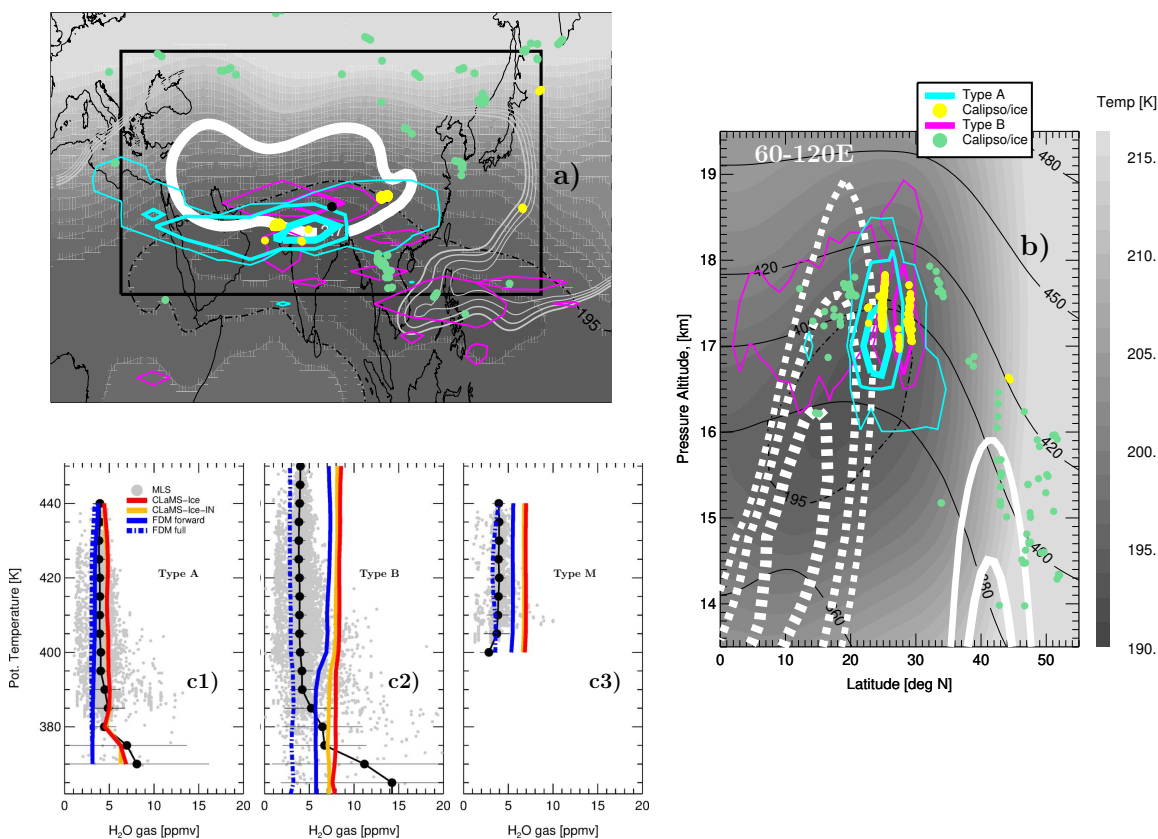 a)
195
Type A
Calipso/ice
Type B
Calipso/ice
Temp [K]
215.
210.
205.
200.
195.
190.
60-120E
b)
480
450
420
420
400
380
360
195
19
18
17
16
15
14
Pressure Altitude, [km]
0 10 20 30 40 50
Latitude [deg N]
MLS
CLaMS-Ice
CLaMS-Ice-IN
FDM forward
FDM full
Type A
Type B
Type M
c1)
c2)
c3)
440
420
400
380
Pot. Temperature [K]
0 5 10 15 20
0 5 10 15 20
0 5 10 15 20
H₂O gas [ppmv]
H₂O gas [ppmv]
H₂O gas [ppmv]